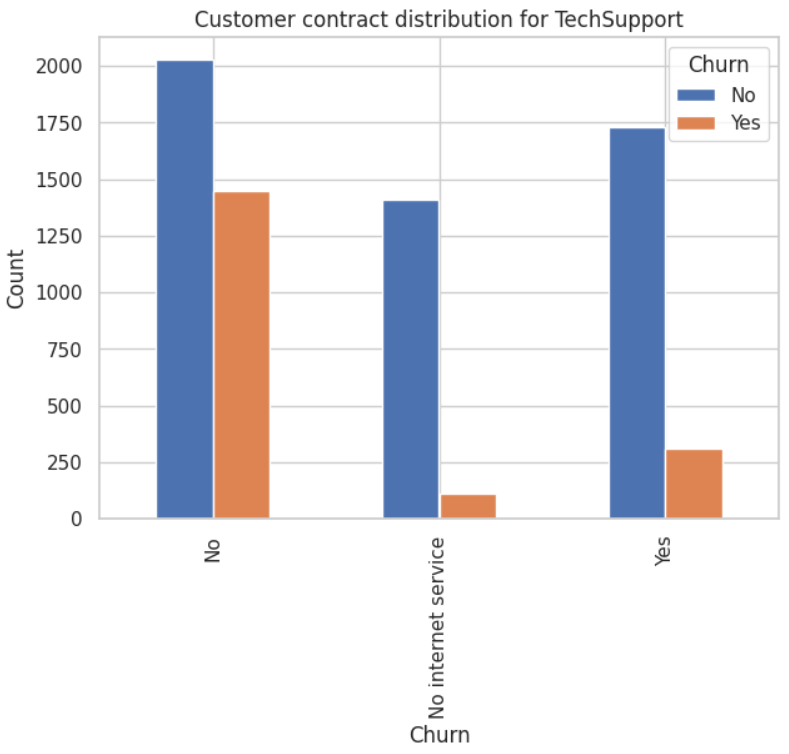 Customer contract distribution for TechSupport
Churn
No
Yes
2000
1750
1500
1250
1000
750
500
250
0
Count
No
No internet service
Yes
Churn